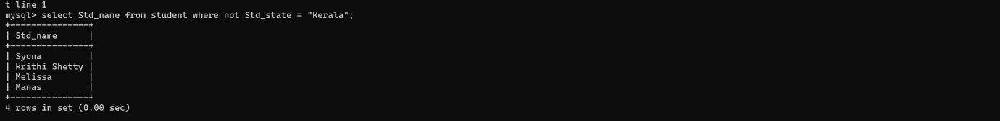 t line 1
mysql> select Std_name from student where not Std_state = "Kerala";
+---------------+
| Std_name      |
+---------------+
| Syona         |
| Krithi Shetty |
| Melissa       |
| Manas         |
+---------------+
4 rows in set (0.00 sec)